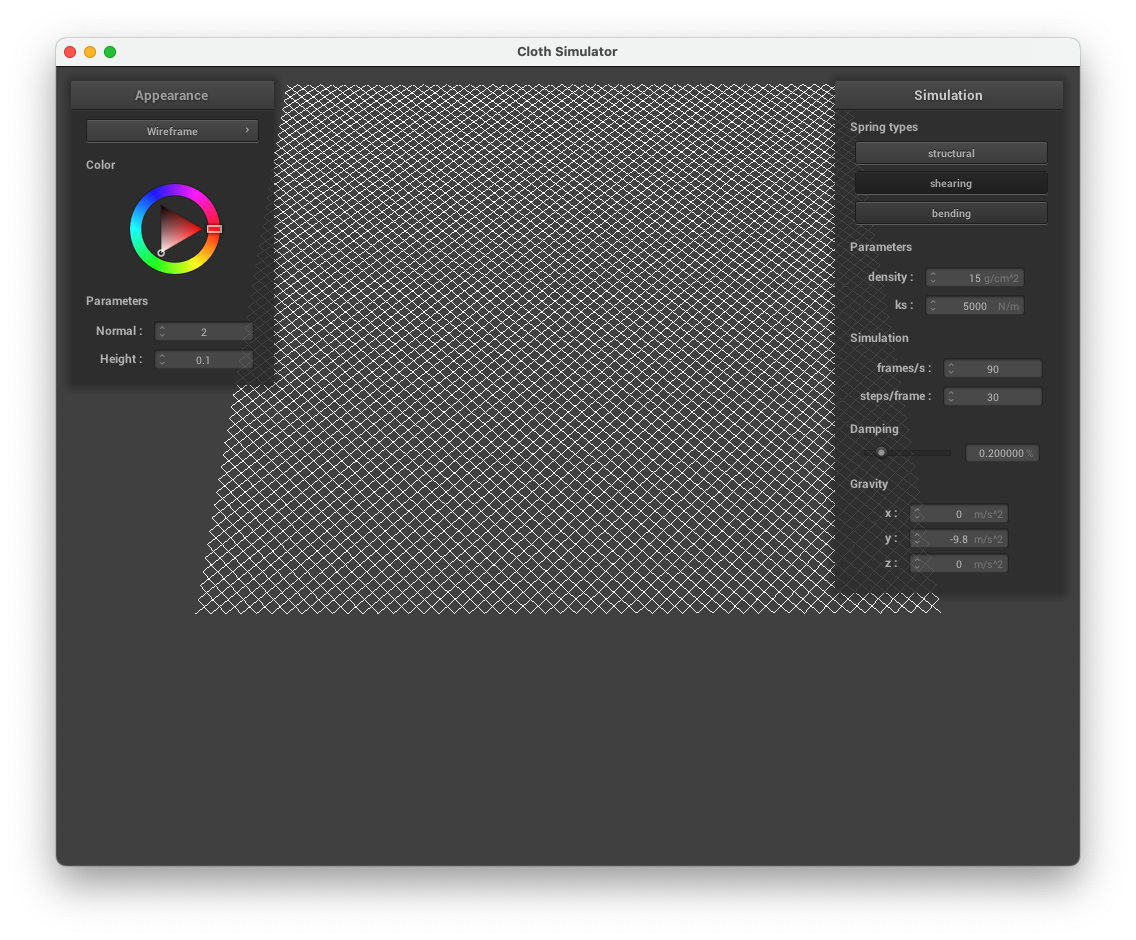 Cloth Simulator
Appearance
Wireframe
Color
Parameters
Normal : 2
Height : 0.1
Simulation
Spring types
structural
shearing
bending
Parameters
density : 15 g/cm^2
ks : 5000 N/m
Simulation
frames/s : 90
steps/frame : 30
Damping
0.200000 %
Gravity
x : 0 m/s^2
y : -9.8 m/s^2
z : 0 m/s^2